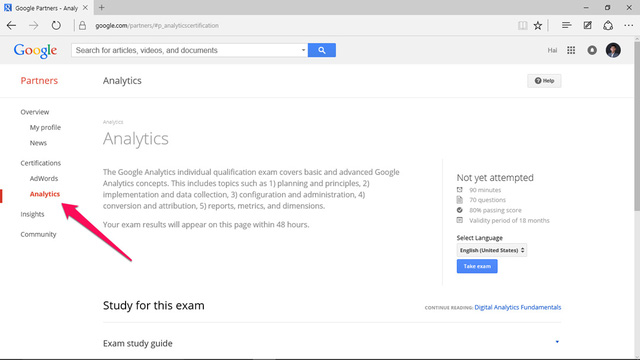 Google Partners - Analy
google.com/partners/#p_analyticscertification
Google
Search for articles, videos, and documents
Hai
Partners
Analytics
Help
Overview
My profile
News
Certifications
AdWords
Analytics
Insights
Community
Analytics
Analytics
The Google Analytics individual qualification exam covers basic and advanced Google
Analytics concepts. This includes topics such as 1) planning and principles, 2)
implementation and data collection, 3) configuration and administration, 4)
conversion and attribution, 5) reports, metrics, and dimensions.
Your exam results will appear on this page within 48 hours.
Not yet attempted
90 minutes
70 questions
80% passing score
Validity period of 18 months
Select Language
English (United States)
Take exam
Study for this exam
CONTINUE READING: Digital Analytics Fundamentals
Exam study guide